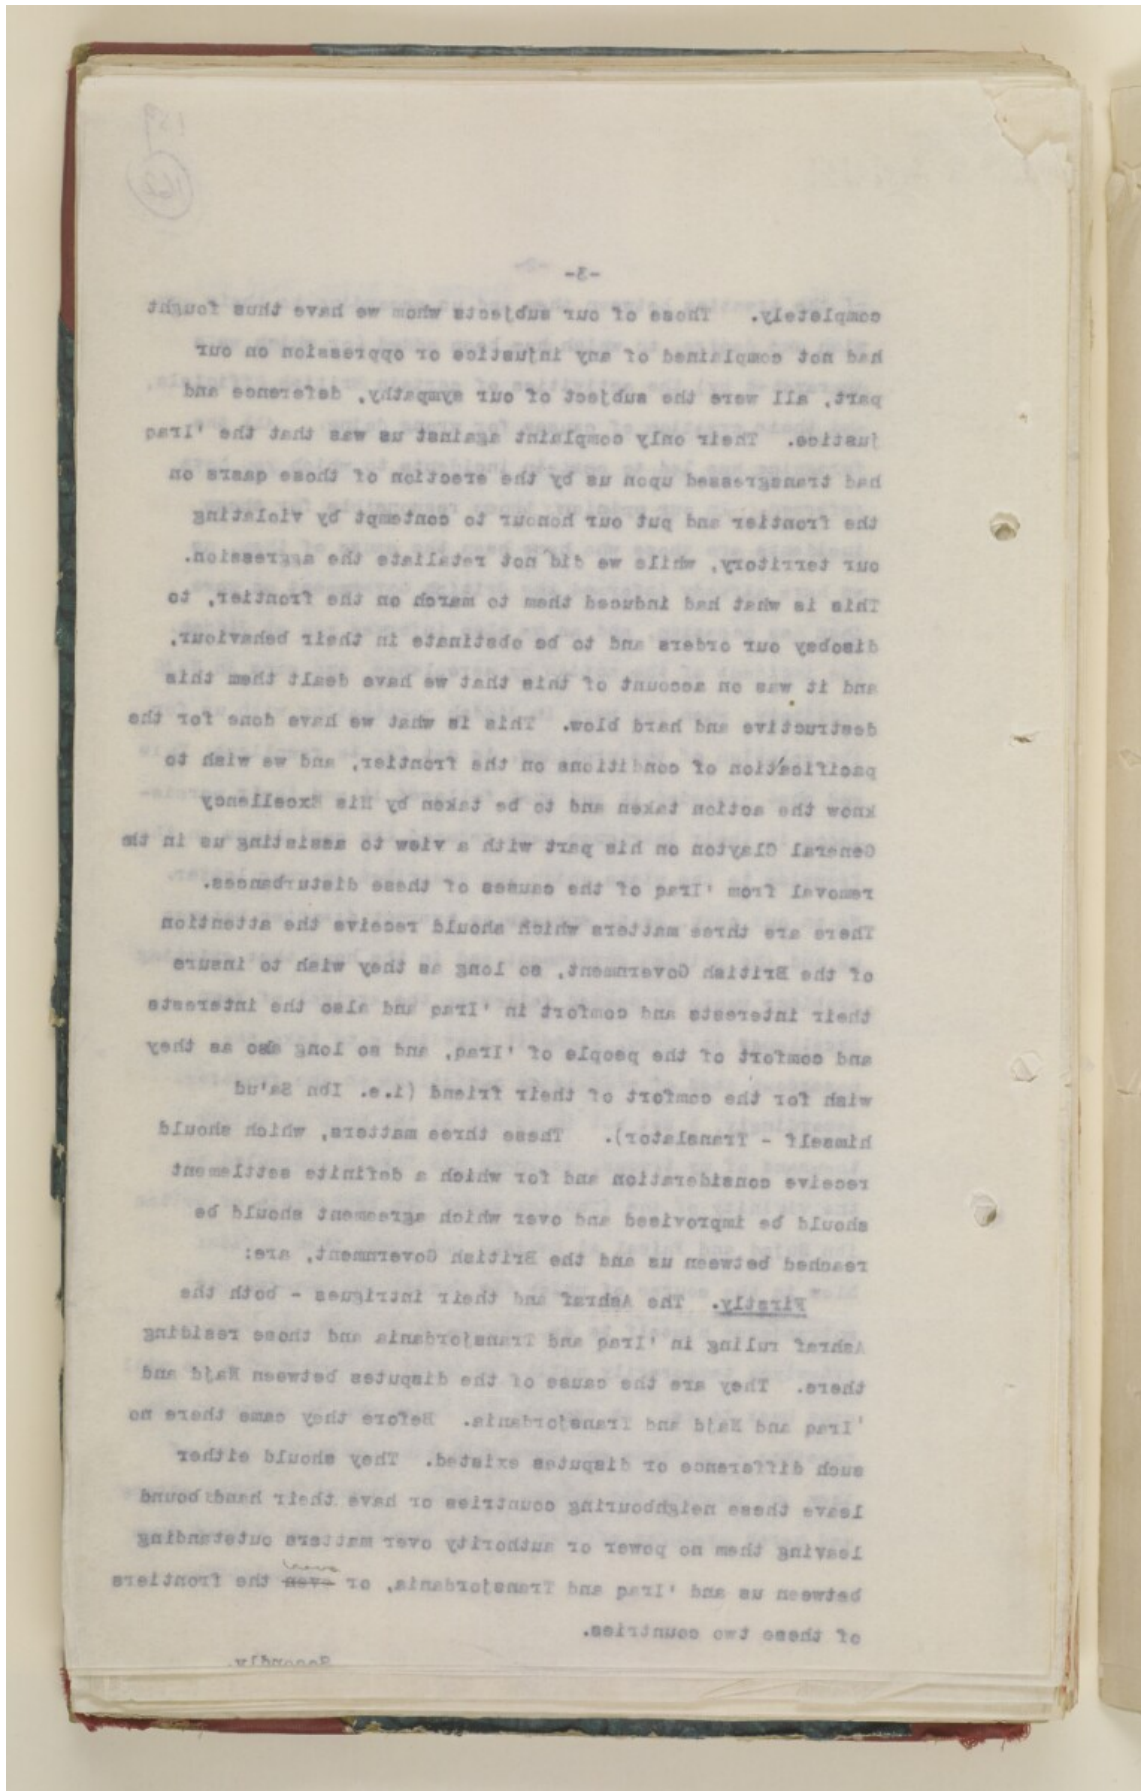 -3-
completely. Those of our subjects whom we have thus fought
had not complained of any injustice or oppression on our
part, all were the subject of our sympathy, deference and
justice. Their only complaint against us was that the 'Iraq
had transgressed upon us by the erection of those qasrs on
the frontier and put our honour to contempt by violating
our territory, while we did not retaliate the aggression.
This is what had induced them to march on the frontier, to
disobey our orders and to be obstinate in their behaviour,
and it was on account of this that we have dealt them this
destructive and hard blow. This is what we have done for the
pacification of conditions on the frontier, and we wish to
know the action taken and to be taken by His Excellency
General Clayton on his part with a view to assisting us in the
removal from 'Iraq of the causes of these disturbances.
There are three matters which should receive the attention
of the British Government, so long as they wish to insure
their interests and comfort in 'Iraq and also the interests
and comfort of the people of 'Iraq, and so long also as they
wish for the comfort of their friend (i.e. Ibn Sa'ud
himself - Translator). These three matters, which should
receive consideration and for which a definite settlement
should be improvised and over which agreement should be
reached between us and the British Government, are:
Firstly. The Ashraf and their intrigues - both the
Ashraf ruling in 'Iraq and Transjordania and those residing
there. They are the cause of the disputes between Najd and
'Iraq and Najd and Transjordania. Before they came there no
such difference or disputes existed. They should either
leave these neighbouring countries or have their hand bound
leaving them no power or authority over matters outstanding
between us and 'Iraq and Transjordania, or even over the frontiers
of these two countries.
Secondly.